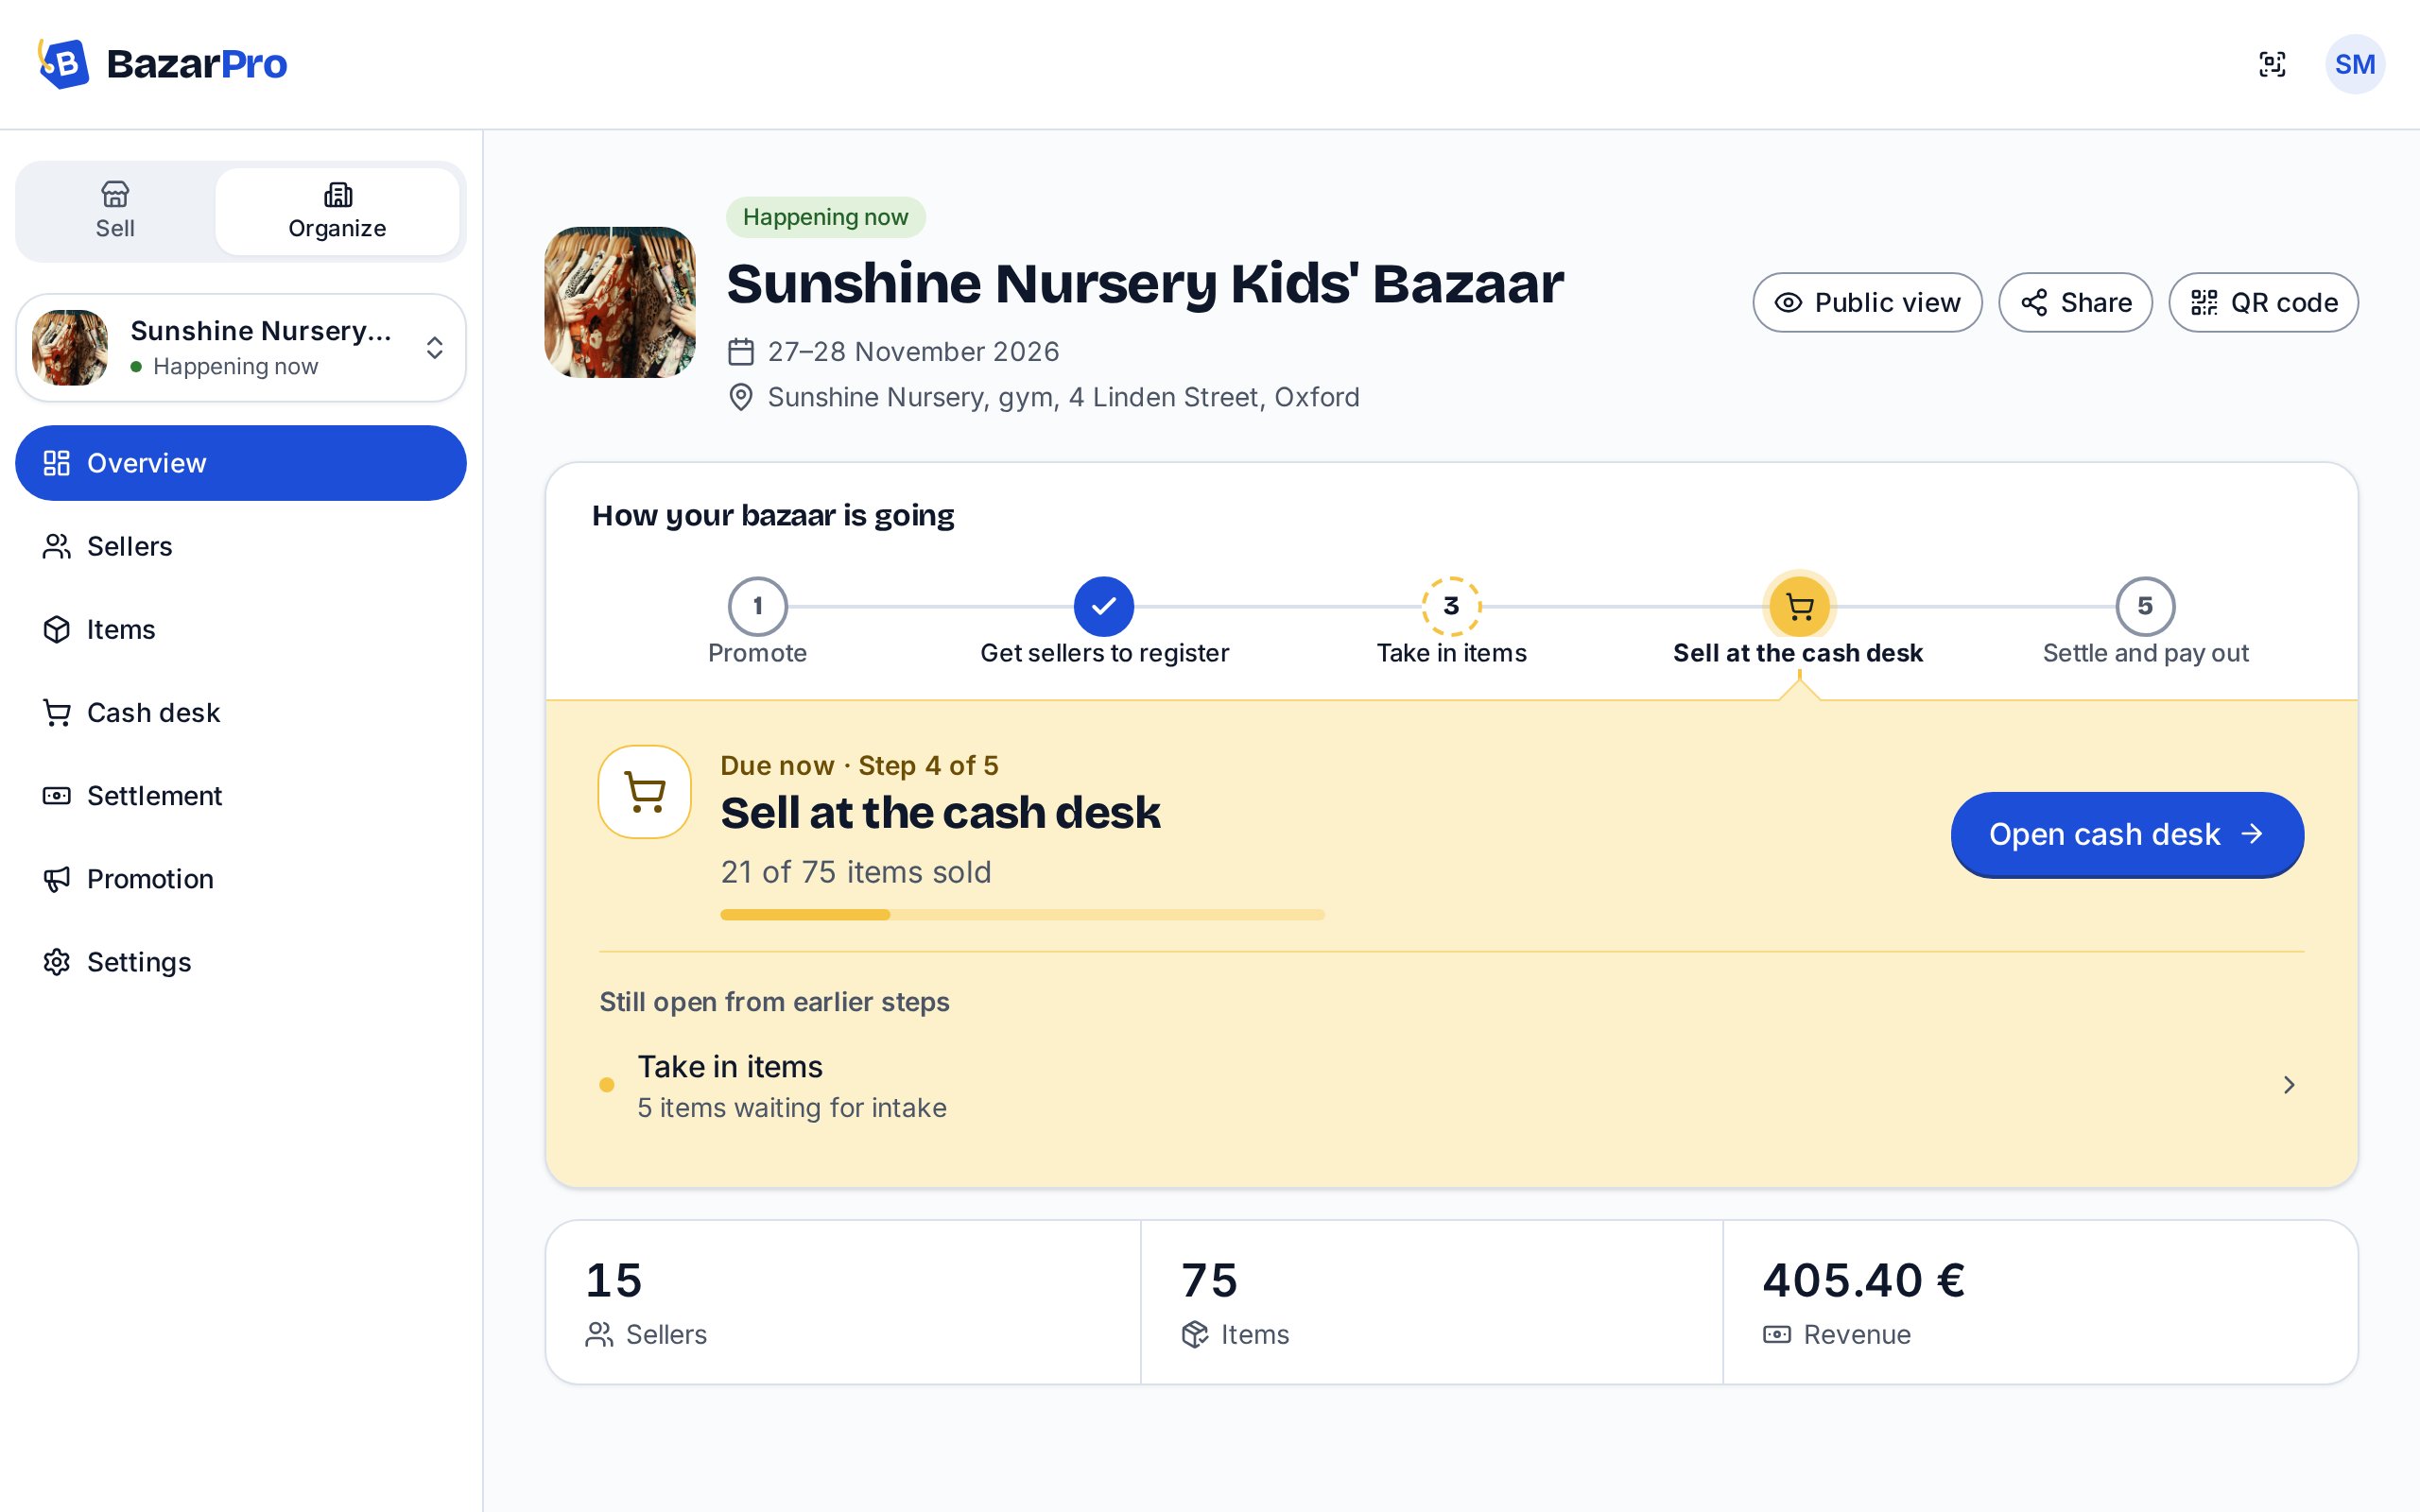 B BazarPro
SM
Sell
Organize
Sunshine Nursery...
Happening now
Overview
Sellers
Items
Cash desk
Settlement
Promotion
Settings
Happening now
Sunshine Nursery Kids' Bazaar
27–28 November 2026
Sunshine Nursery, gym, 4 Linden Street, Oxford
Public view
Share
QR code
How your bazaar is going
1
3
5
Promote
Get sellers to register
Take in items
Sell at the cash desk
Settle and pay out
Due now · Step 4 of 5
Sell at the cash desk
21 of 75 items sold
Open cash desk
Still open from earlier steps
Take in items
5 items waiting for intake
15
Sellers
75
Items
405.40 €
Revenue